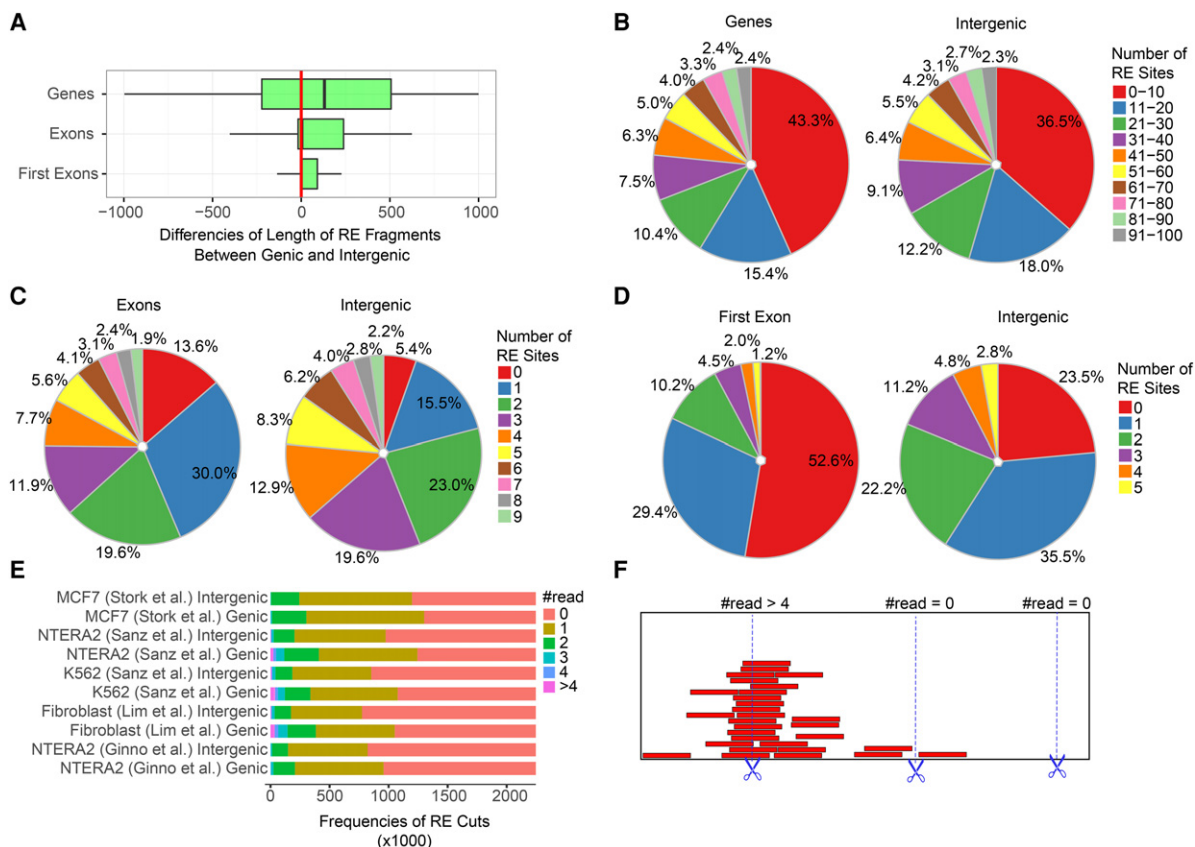 A
Genes
Exons
First Exons
−1000
−500
0
500
1000
Differencies of Length of RE Fragments
Between Genic and Intergenic
B
Genes
2.4%
2.4%
3.3%
4.0%
5.0%
6.3%
7.5%
10.4%
15.4%
43.3%
Intergenic
2.7%
2.3%
3.1%
4.2%
5.5%
6.4%
9.1%
12.2%
18.0%
36.5%
Number of
RE Sites
0−10
11−20
21−30
31−40
41−50
51−60
61−70
71−80
81−90
91−100
C
Exons
2.4%
1.9%
3.1%
4.1%
5.6%
7.7%
11.9%
19.6%
30.0%
13.6%
Intergenic
2.2%
2.8%
4.0%
5.4%
6.2%
8.3%
12.9%
19.6%
23.0%
15.5%
Number of
RE Sites
0
1
2
3
4
5
6
7
8
9
D
First Exon
2.0%
1.2%
4.5%
10.2%
29.4%
52.6%
Intergenic
2.8%
4.8%
11.2%
22.2%
35.5%
23.5%
Number of
RE Sites
0
1
2
3
4
5
E
MCF7 (Stork et al.) Intergenic
MCF7 (Stork et al.) Genic
NTERA2 (Sanz et al.) Intergenic
NTERA2 (Sanz et al.) Genic
K562 (Sanz et al.) Intergenic
K562 (Sanz et al.) Genic
Fibroblast (Lim et al.) Intergenic
Fibroblast (Lim et al.) Genic
NTERA2 (Ginno et al.) Intergenic
NTERA2 (Ginno et al.) Genic
0
500
1000
1500
2000
Frequencies of RE Cuts
(x1000)
#read
0
1
2
3
4
>4
F
#read > 4
#read = 0
#read = 0